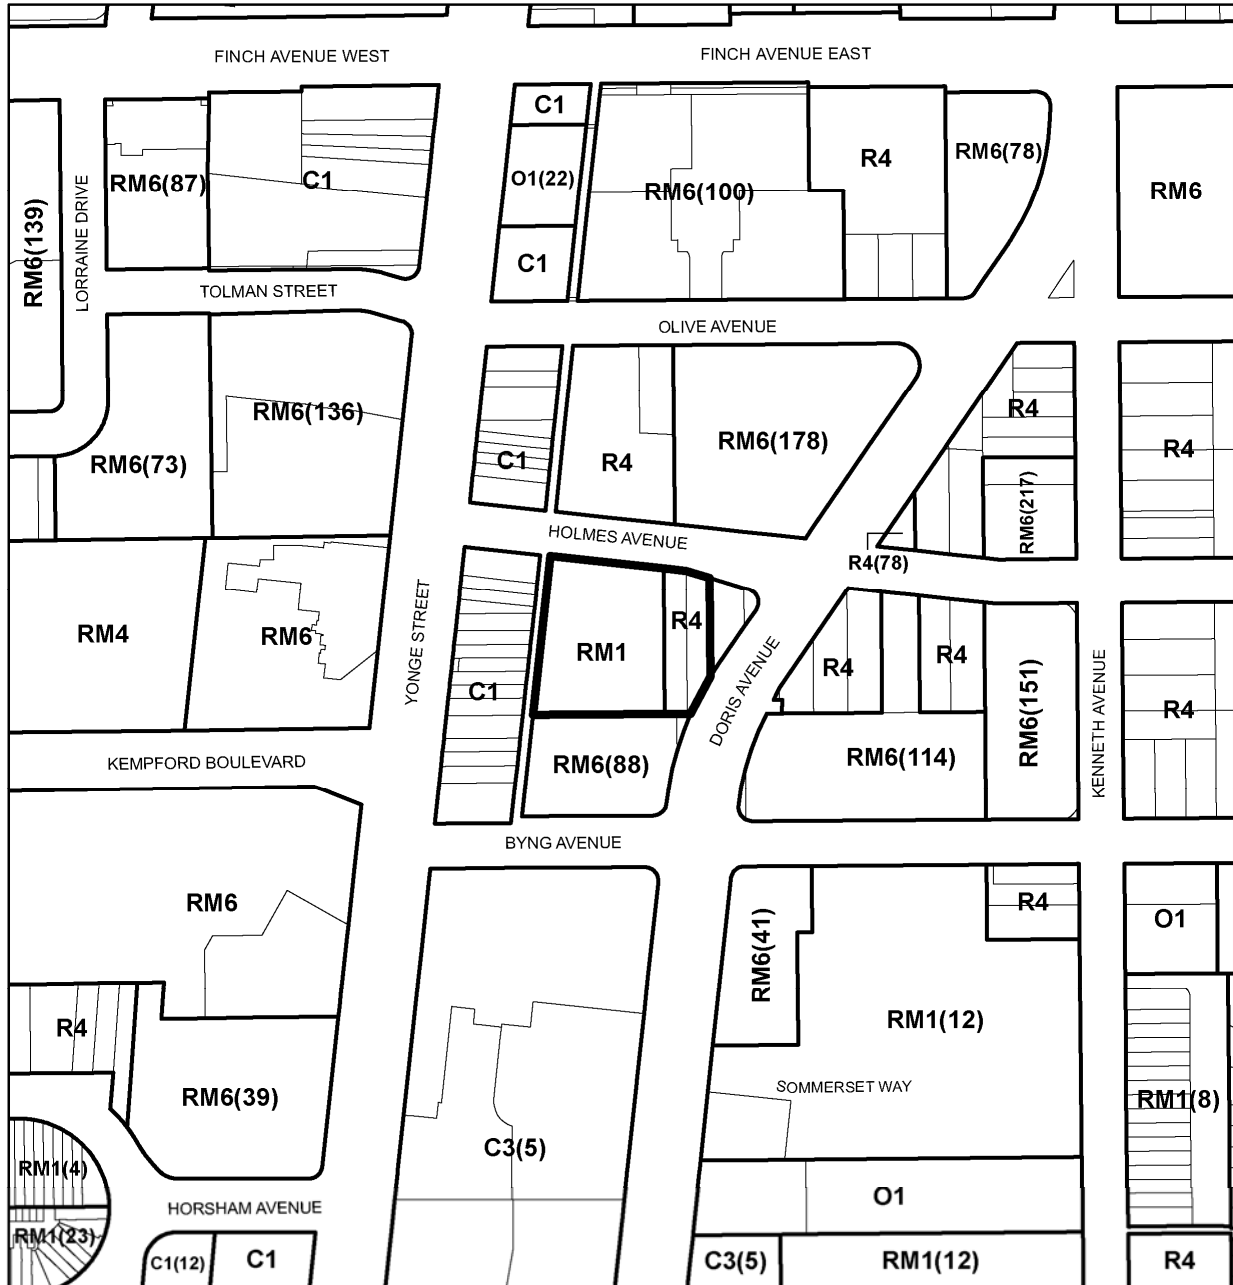 FINCH AVENUE WEST
FINCH AVENUE EAST
C1
RM6(87)
C1
O1(22)
RM6(100)
R4
RM6(78)
RM6
RM6(139)
LORRAINE DRIVE
C1
TOLMAN STREET
OLIVE AVENUE
RM6(136)
RM6(73)
C1
R4
RM6(178)
R4
R4
RM6(217)
HOLMES AVENUE
R4(78)
RM4
RM6
YONGE STREET
C1
RM1
R4
DORIS AVENUE
R4
R4
RM6(151)
KENNETH AVENUE
R4
KEMPFORD BOULEVARD
RM6(88)
RM6(114)
BYNG AVENUE
RM6
RM6(41)
R4
O1
R4
RM1(12)
RM6(39)
SOMMERSET WAY
RM1(8)
C3(5)
RM1(4)
O1
HORSHAM AVENUE
RM1(23)
C1(12)
C1
C3(5)
RM1(12)
R4